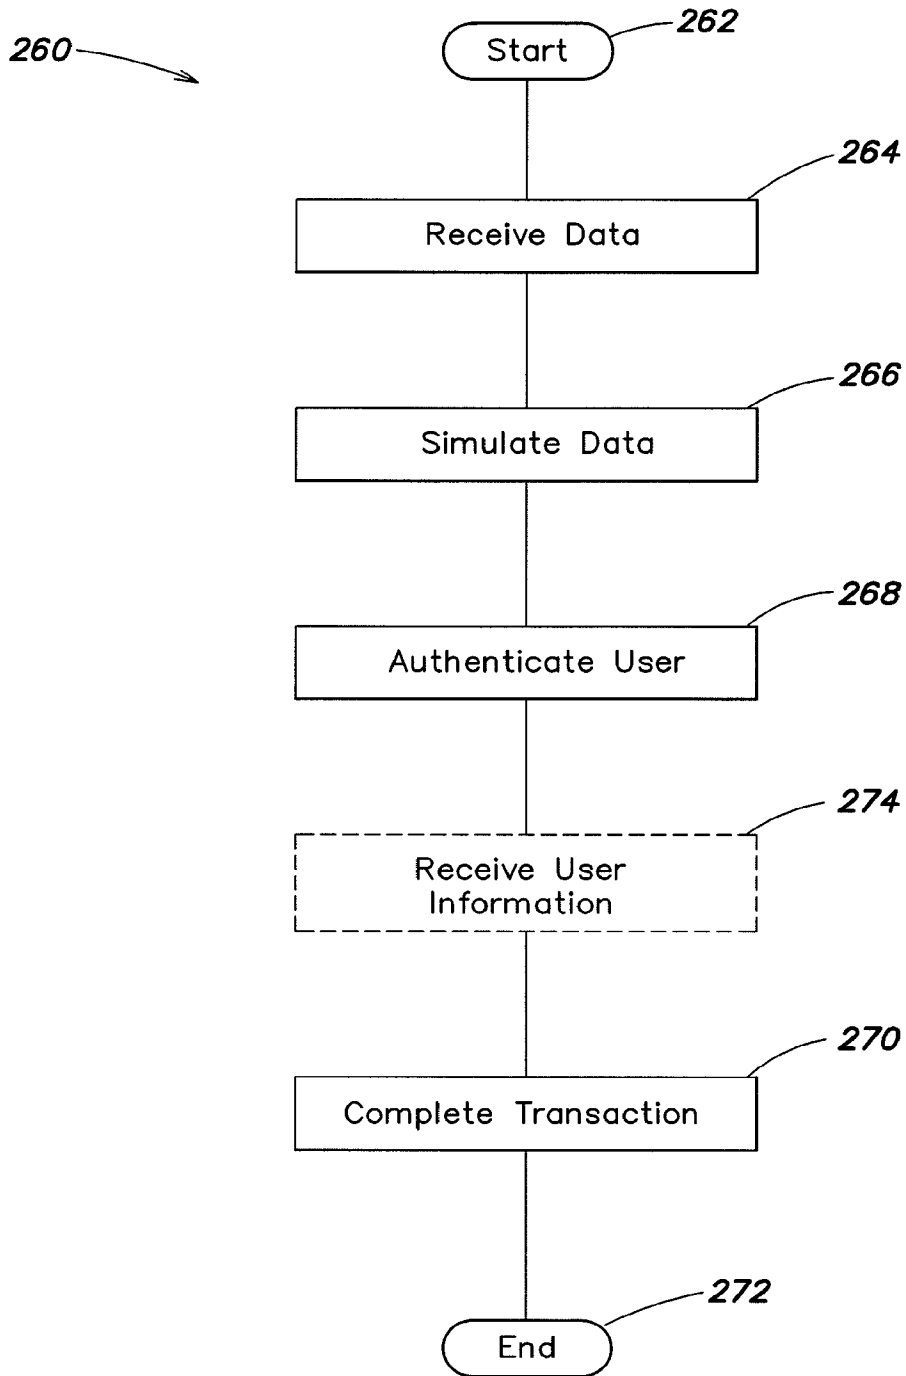 260
262
Start
264
Receive Data
266
Simulate Data
268
Authenticate User
274
Receive User
Information
270
Complete Transaction
272
End